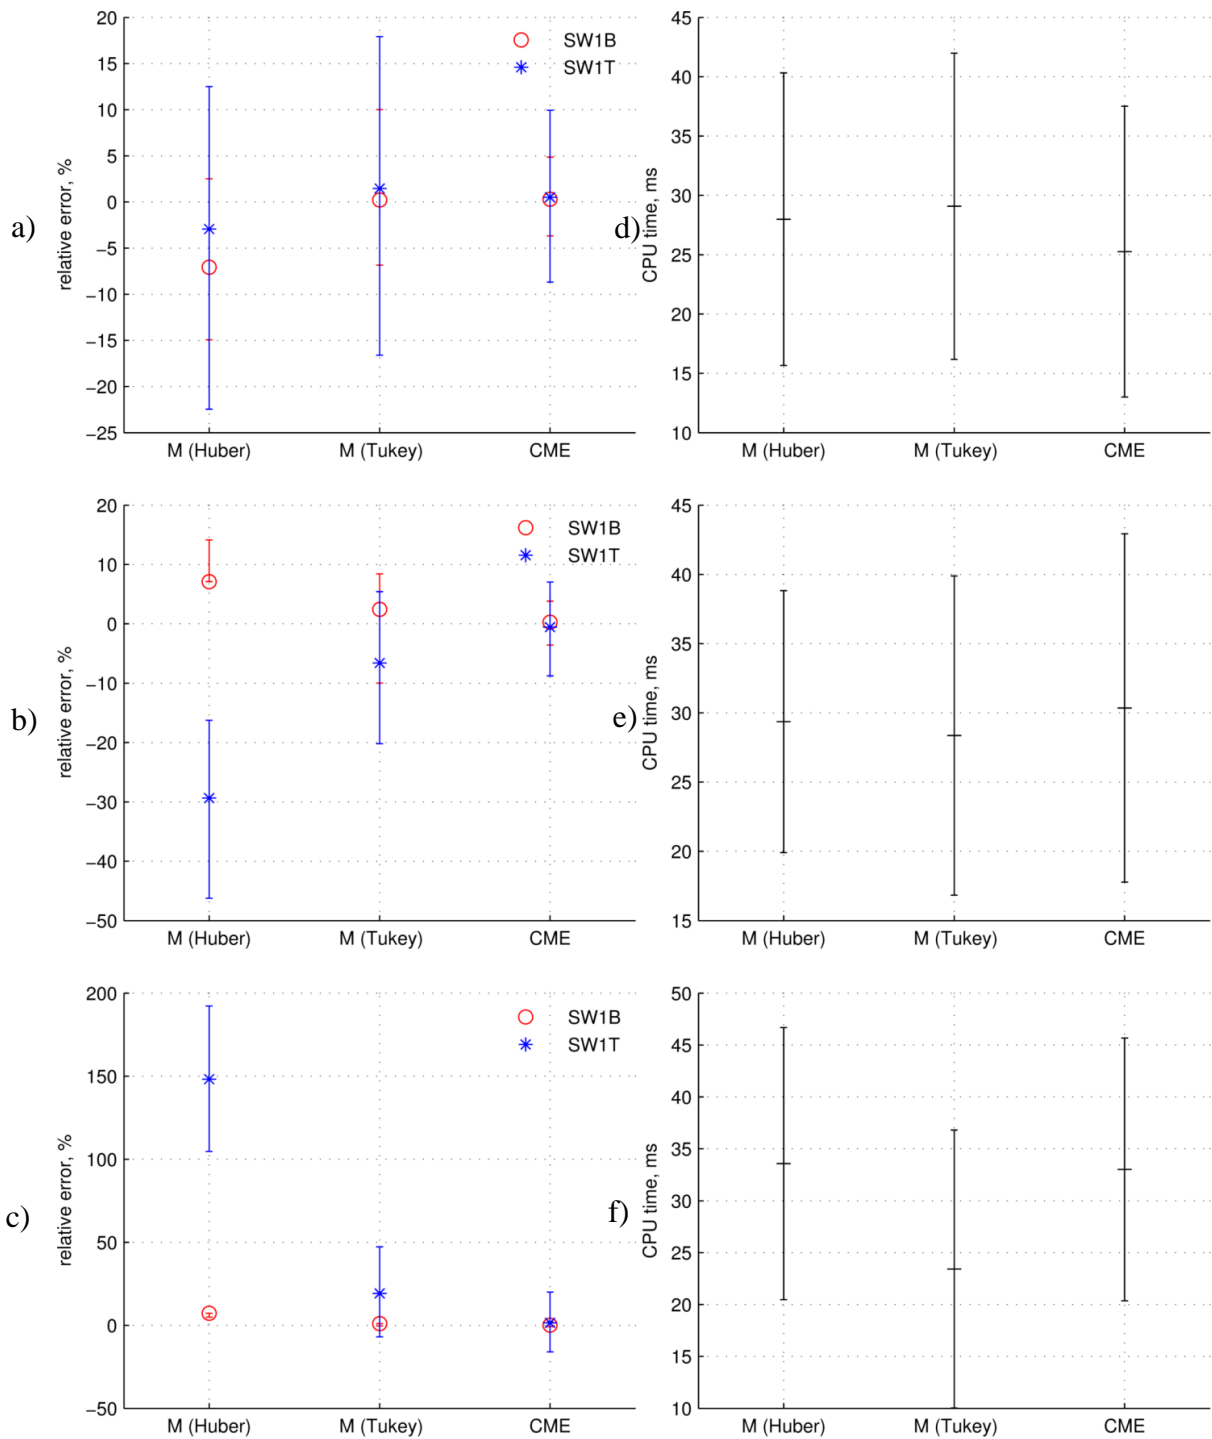 a)
relative error, %
20
15
10
5
0
−5
−10
−15
−20
−25
M (Huber)
M (Tukey)
CME
SW1B
SW1T
d)
CPU time, ms
45
40
35
30
25
20
15
10
M (Huber)
M (Tukey)
CME
b)
relative error, %
20
10
0
−10
−20
−30
−40
−50
M (Huber)
M (Tukey)
CME
SW1B
SW1T
e)
CPU time, ms
45
40
35
30
25
20
15
M (Huber)
M (Tukey)
CME
c)
relative error, %
200
150
100
50
0
−50
M (Huber)
M (Tukey)
CME
SW1B
SW1T
f)
CPU time, ms
50
45
40
35
30
25
20
15
10
M (Huber)
M (Tukey)
CME